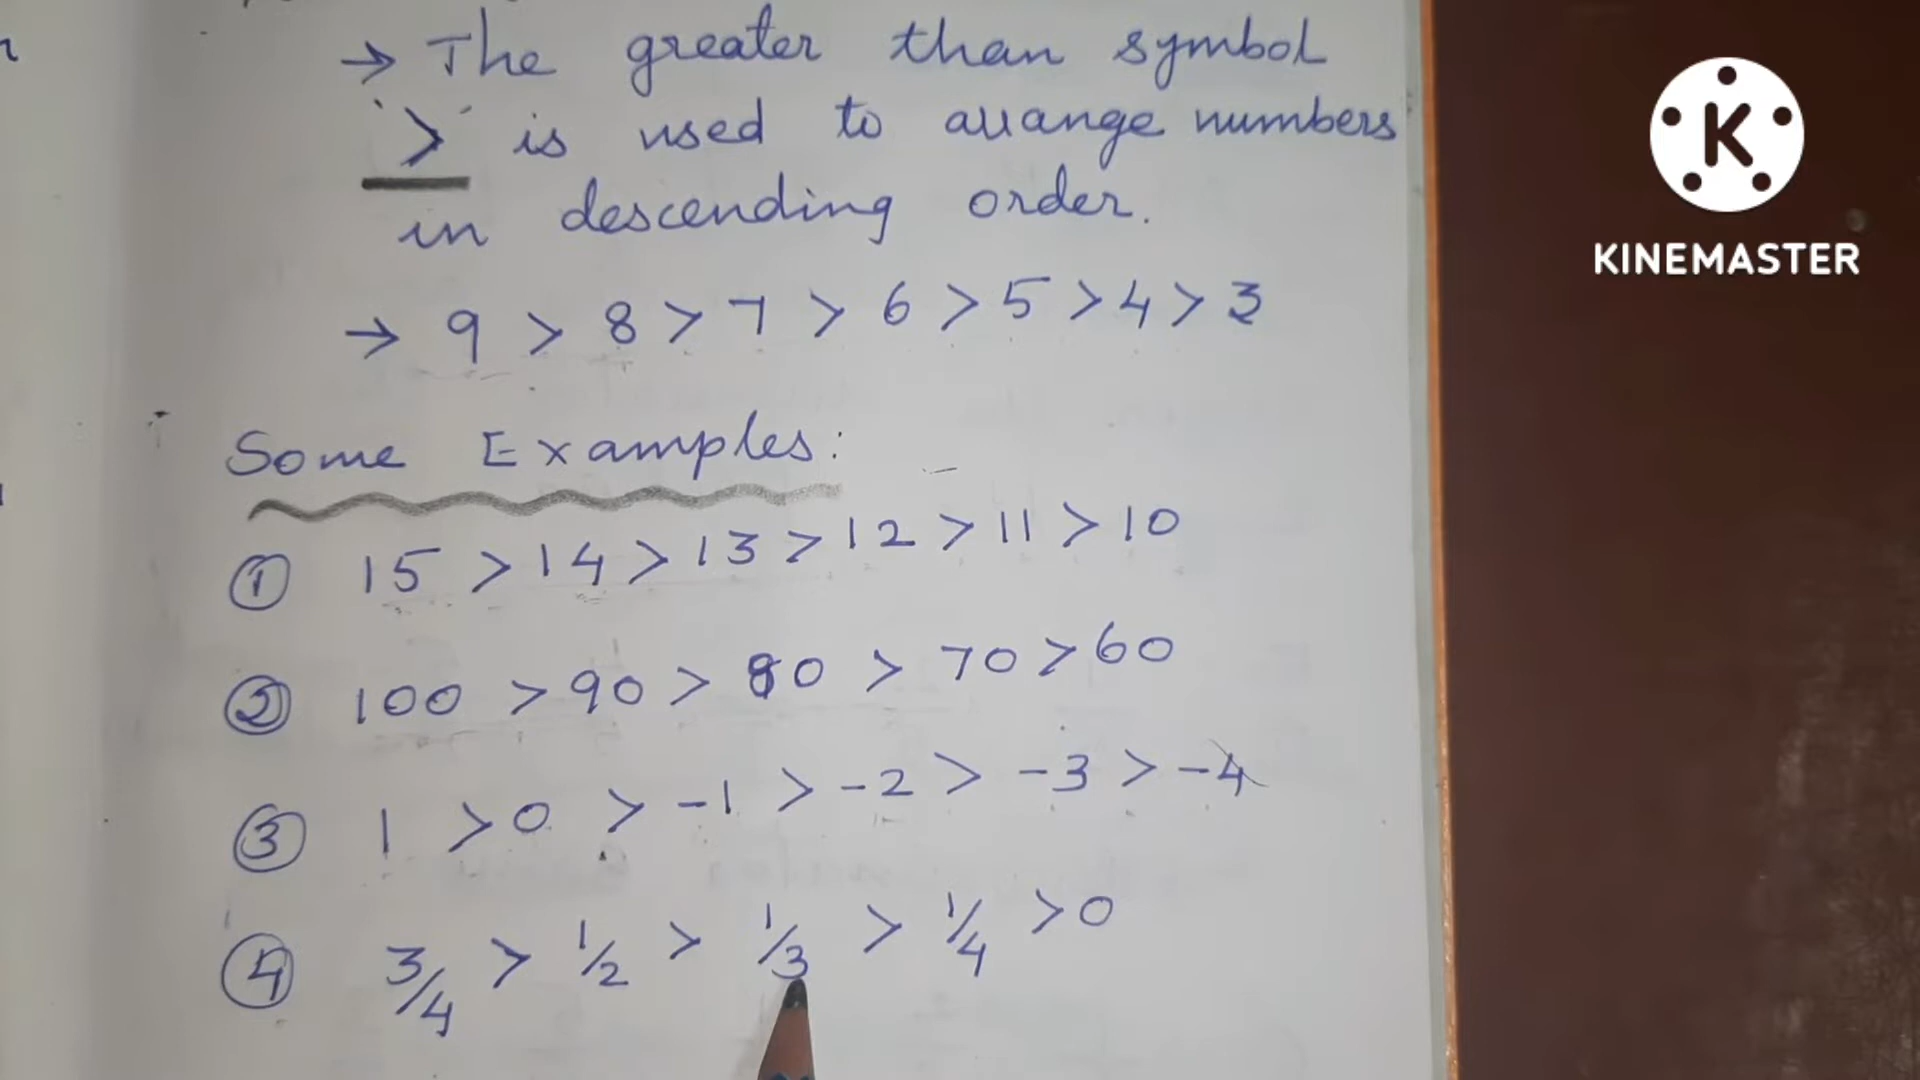 → The greater than symbol
'>' is used to arrange numbers
in descending order.
→ 9 > 8 > 7 > 6 > 5 > 4 > 3
Some Examples:
① 15 > 14 > 13 > 12 > 11 > 10
② 100 > 90 > 80 > 70 > 60
③ 1 > 0 > -1 > -2 > -3 > -4
④ 3/4 > 1/2 > 1/3 > 1/4 > 0
K
KINEMASTER